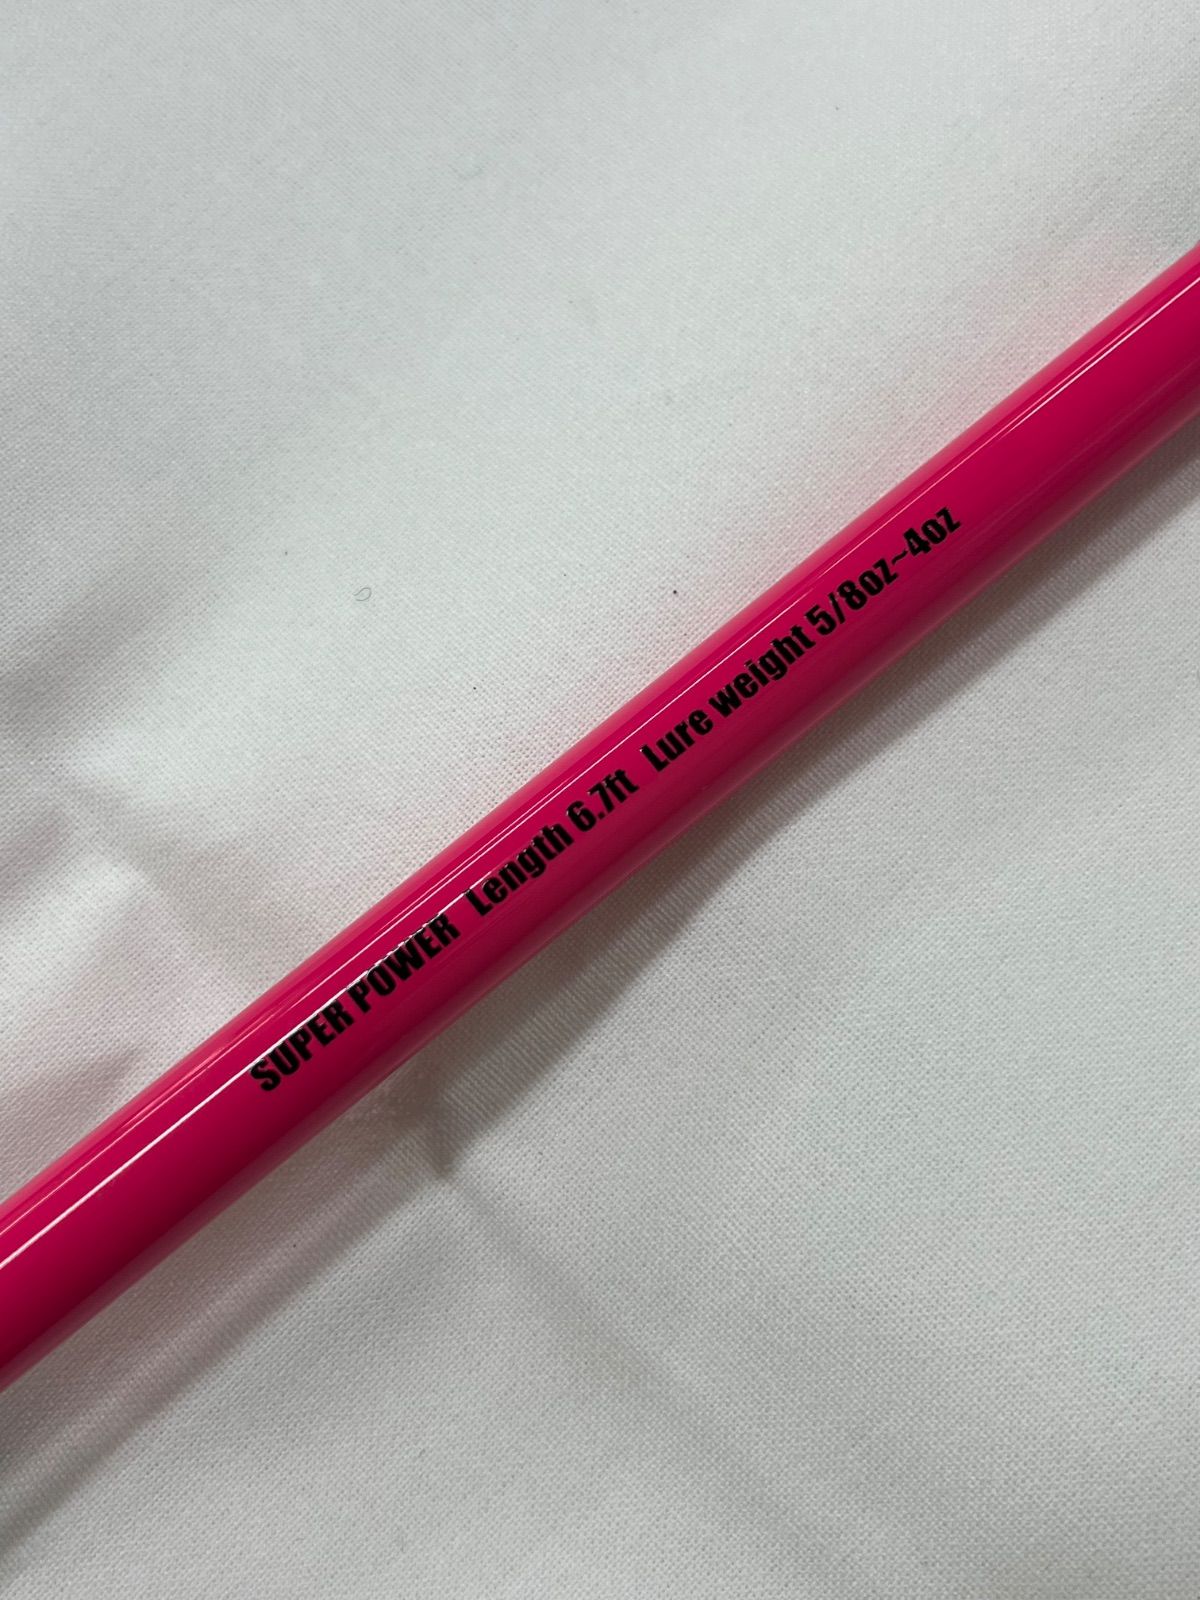 SUPER POWER Length 6.7ft Lure weight 5/8oz~4oz